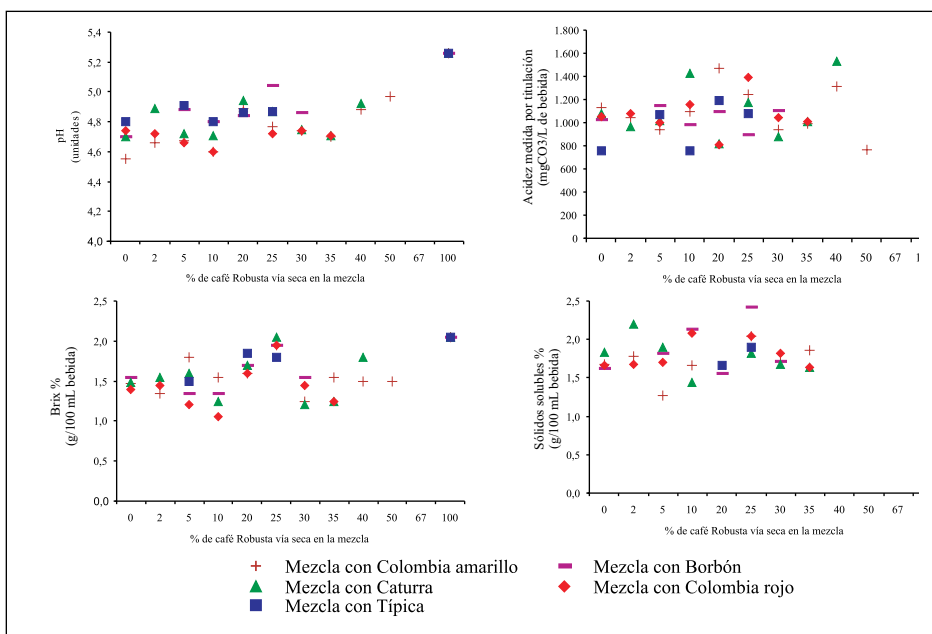 5,4
5,2
5,0
4,8
4,6
4,4
4,2
4,0
pH
(unidades)
0 2 5 10 20 25 30 35 40 50 67 100
% de café Robusta vía seca en la mezcla
1.800
1.600
1.400
1.200
1.000
800
600
400
200
0
Acidez medida por titulación
(mgCO3/L de bebida)
0 2 5 10 20 25 30 35 40 50 67 1
% de café Robusta vía seca en la mezcla
2,5
2,0
1,5
1,0
0,5
0,0
Brix %
(g/100 mL bebida)
0 2 5 10 20 25 30 35 40 50 67 100
% de café Robusta vía seca en la mezcla
2,5
2,0
1,5
1,0
0,5
0,0
Sólidos solubles %
(g/100 mL bebida)
0 2 5 10 20 25 30 35 40 50 67
% de café Robusta vía seca en la mezcla
Mezcla con Colombia amarillo
Mezcla con Caturra
Mezcla con Típica
Mezcla con Borbón
Mezcla con Colombia rojo